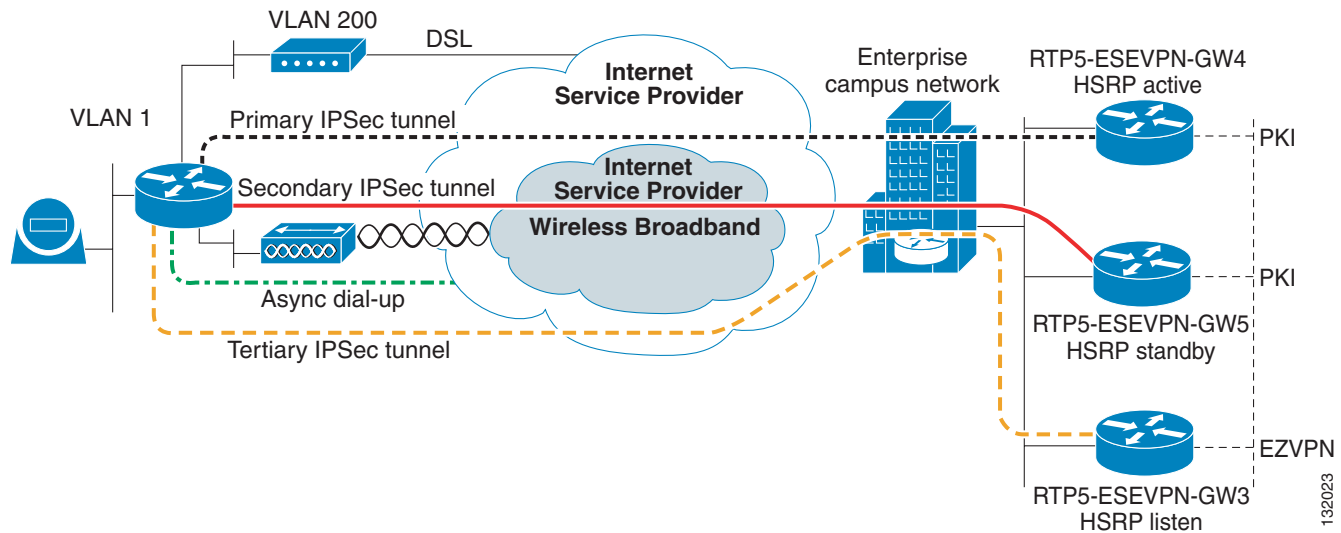 VLAN 200
DSL
Internet
Service Provider
Enterprise
campus network
RTP5-ESEVPN-GW4
HSRP active
VLAN 1
Primary IPSec tunnel
PKI
Internet
Service Provider
Secondary IPSec tunnel
Wireless Broadband
Async dial-up
PKI
RTP5-ESEVPN-GW5
HSRP standby
Tertiary IPSec tunnel
EZVPN
RTP5-ESEVPN-GW3
HSRP listen
132023